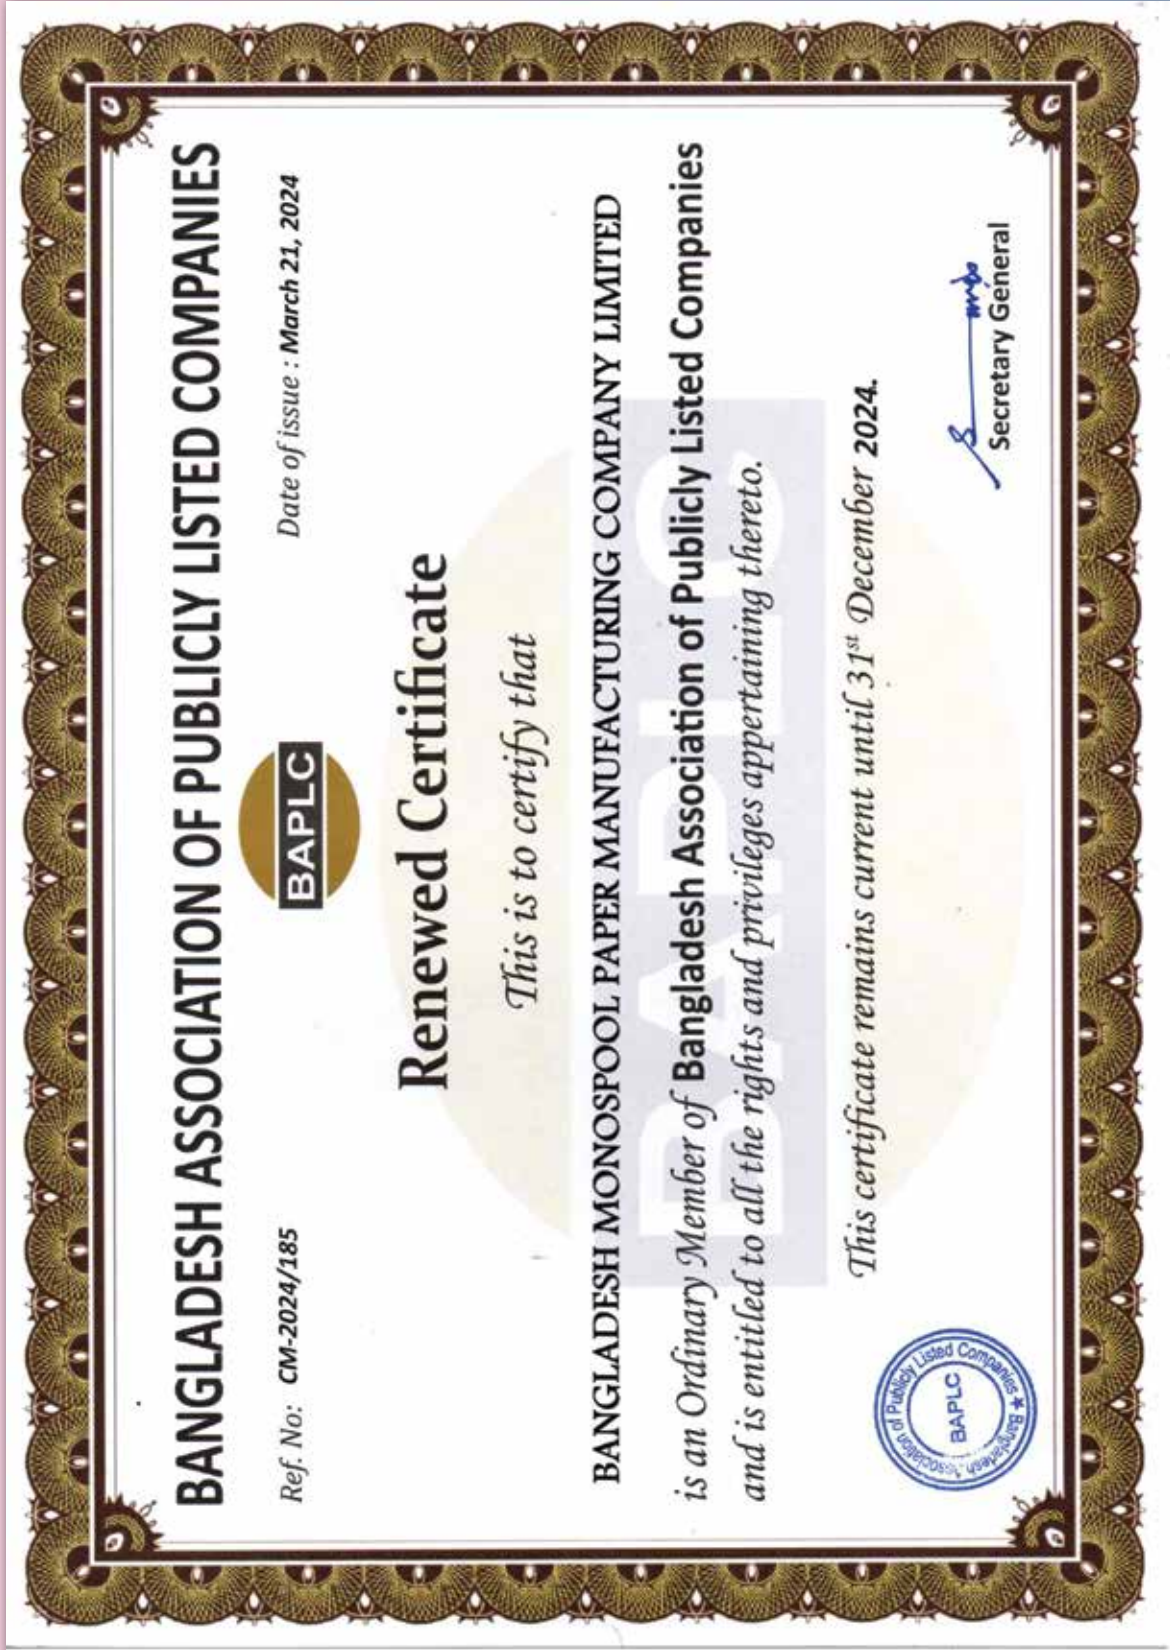 BANGLADESH ASSOCIATION OF PUBLICLY LISTED COMPANIES
Ref. No: CM-2024/185
BAPLC
Date of issue : March 21, 2024
Renewed Certificate
This is to certify that
BANGLADESH MONOSPOOL PAPER MANUFACTURING COMPANY LIMITED
is an Ordinary Member of Bangladesh Association of Publicly Listed Companies
and is entitled to all the rights and privileges appertaining thereto.
BAPLC
This certificate remains current until 31st December 2024.
Bangladesh Association of Publicly Listed Companies ★
BAPLC
Secretary General